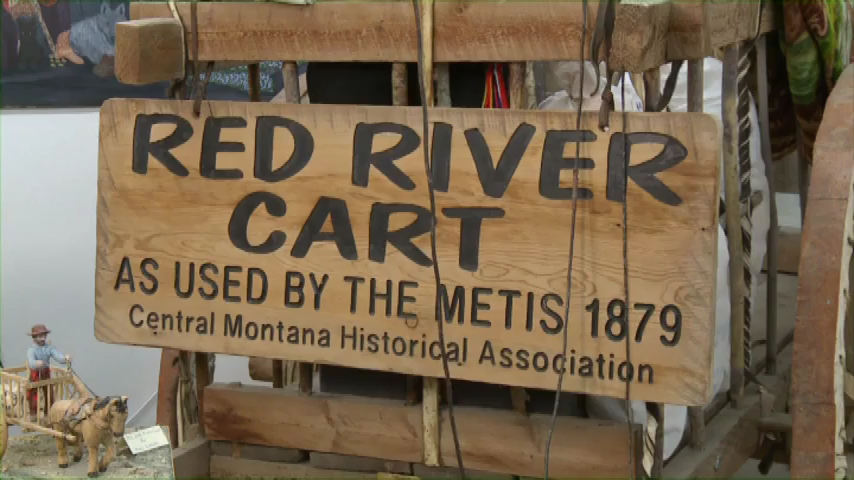 RED RIVER
CART
AS USED BY THE METIS 1879
Central Montana Historical Association